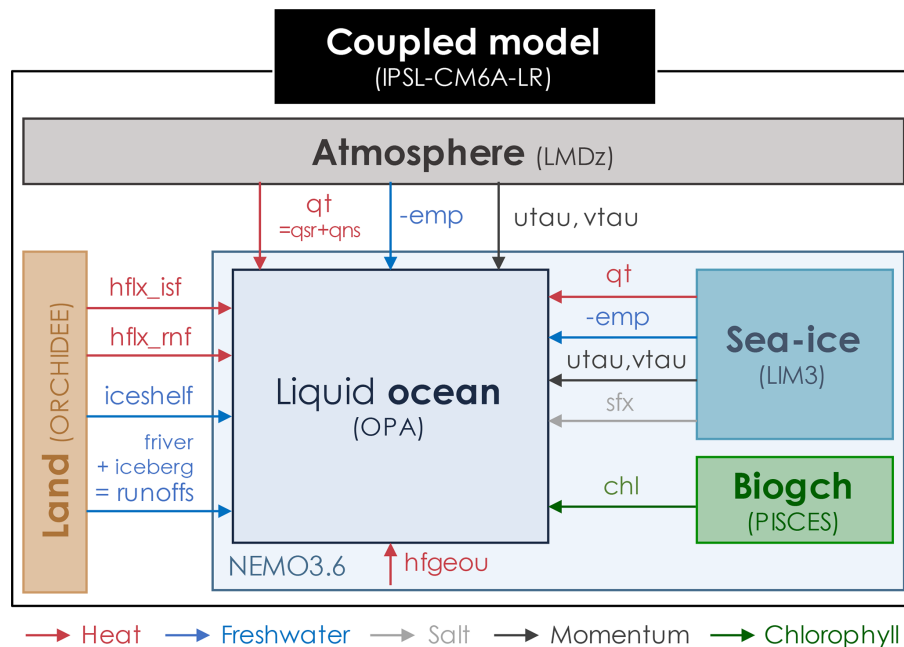 Coupled model
(IPSL-CM6A-LR)
Atmosphere (LMDz)
qt
=qsr+qns
-emp
utau, vtau
Land (ORCHIDEE)
hflx_isf
hflx_rnf
iceshelf
friver
+ iceberg
= runoffs
Liquid ocean
(OPA)
qt
-emp
utau,vtau
sfx
chl
Sea-ice
(LIM3)
Biogch
(PISCES)
NEMO3.6
hfgeou
Heat
Freshwater
Salt
Momentum
Chlorophyll